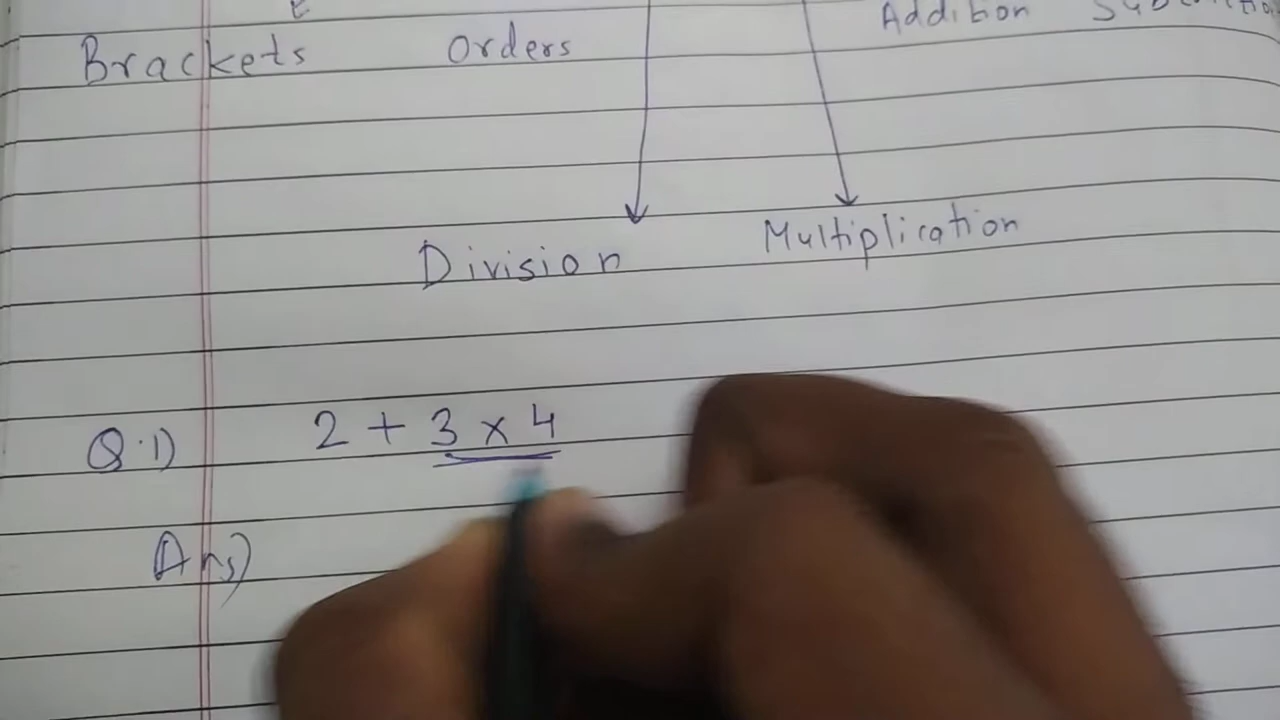 Addition
Brackets Orders
Division Multiplication
Q.1) 2 + 3 x 4
Ans)